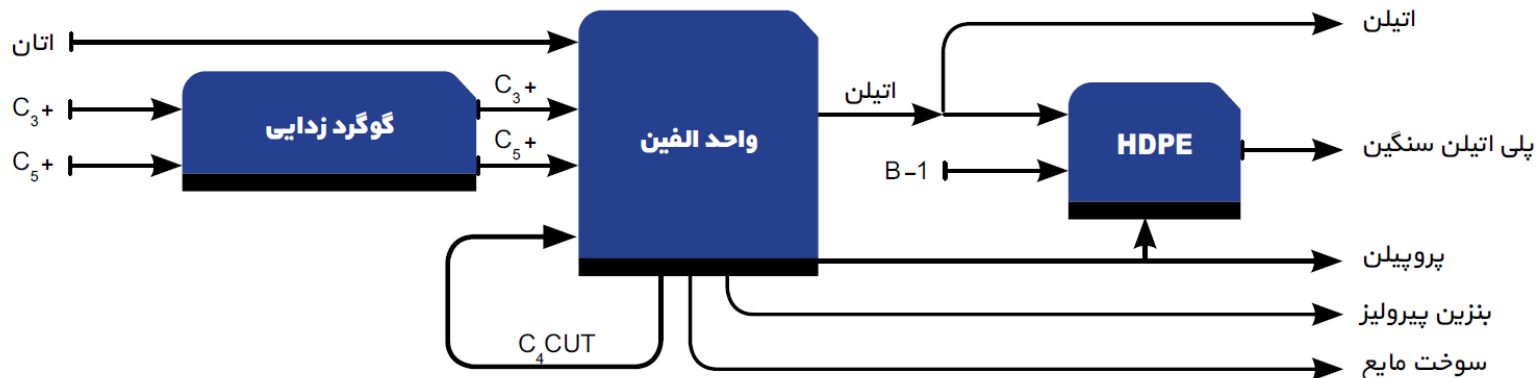 اتان
C₃+
C₅+
گوگرد زدایی
C₃+
C₅+
واحد الفین
C₄CUT
اتیلن
B-1
HDPE
اتیلن
پلی اتیلن سنگین
پروپیلن
بنزین پیرولیز
سوخت مایع